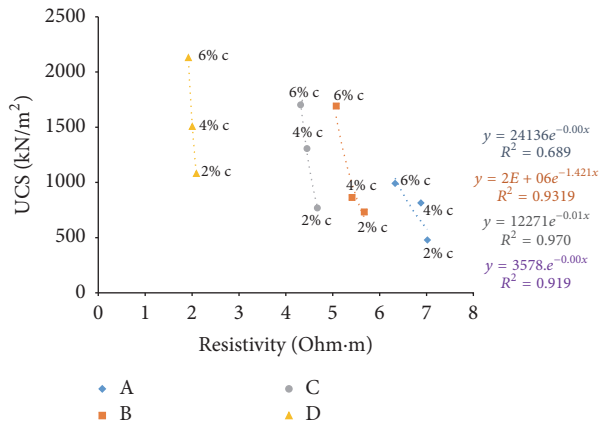 2500
2000
1500
1000
500
0
UCS (kN/m²)
6% c
4% c
2% c
6% c
4% c
2% c
6% c
4% c
2% c
6% c
4% c
2% c
y = 24136e^{-0.00x}
R² = 0.689
y = 2E + 06e^{-1.421x}
R² = 0.9319
y = 12271e^{-0.01x}
R² = 0.970
y = 3578.e^{-0.00x}
R² = 0.919
0 1 2 3 4 5 6 7 8
Resistivity (Ohm·m)
A C
B D